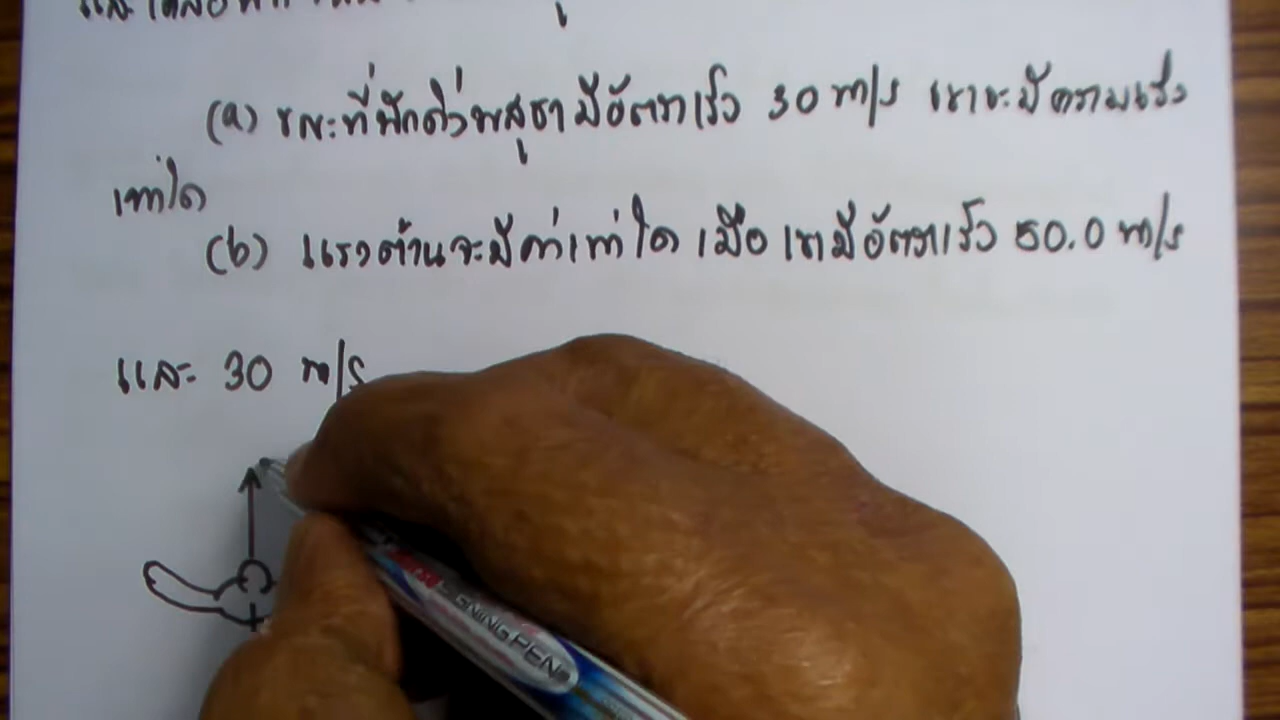 (a) ขณะที่นักดิ่งพสุธามีอัตราเร็ว 30 m/s เขาจะมีความเร่ง
เท่าใด
(b) แรงต้านจะมีค่าเท่าใด เมื่อเขามีอัตราเร็ว 50.0 m/s
และ 30 m/s
SIGNING PEN